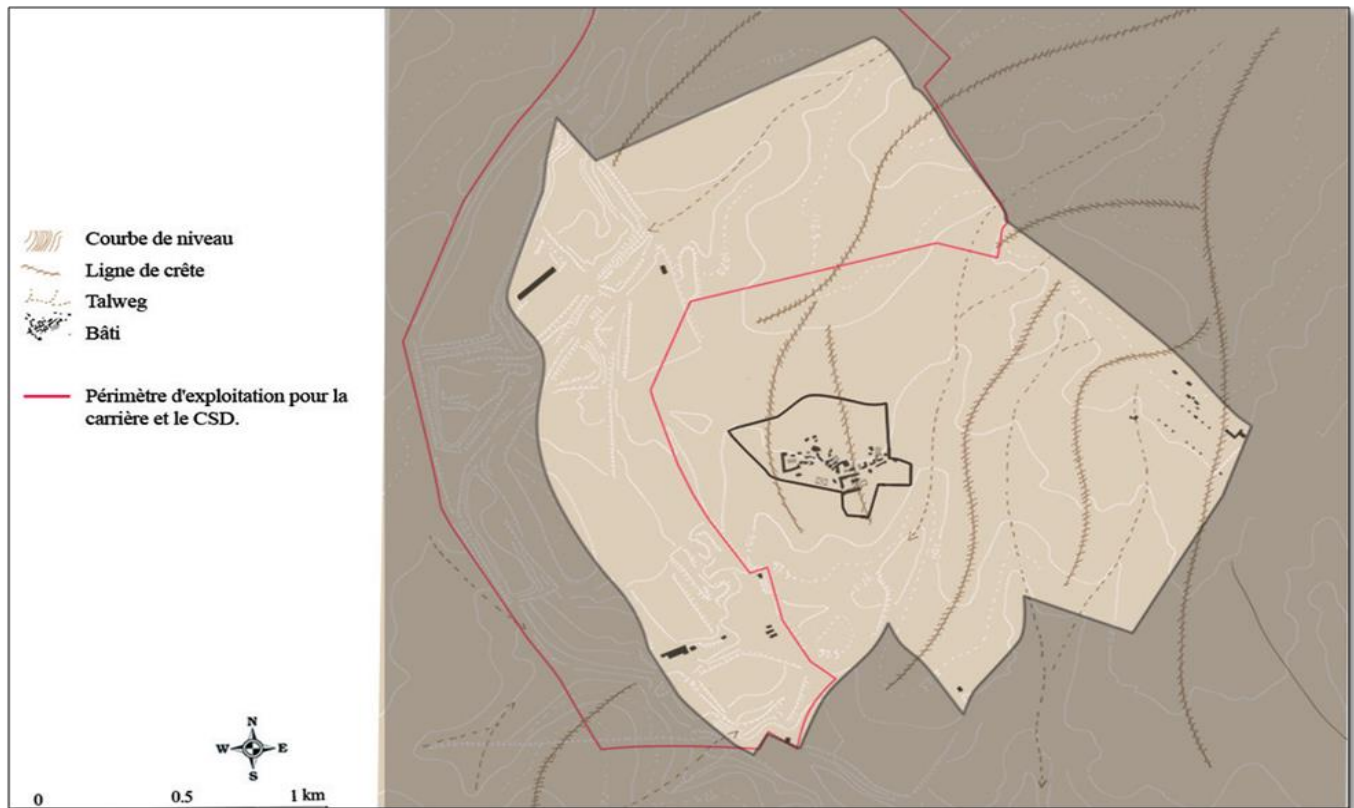 Courbe de niveau
Ligne de crête
Talweg
Bâti
Périmètre d'exploitation pour la
carrière et le CSD.
N
W E
S
0 0.5 1 km